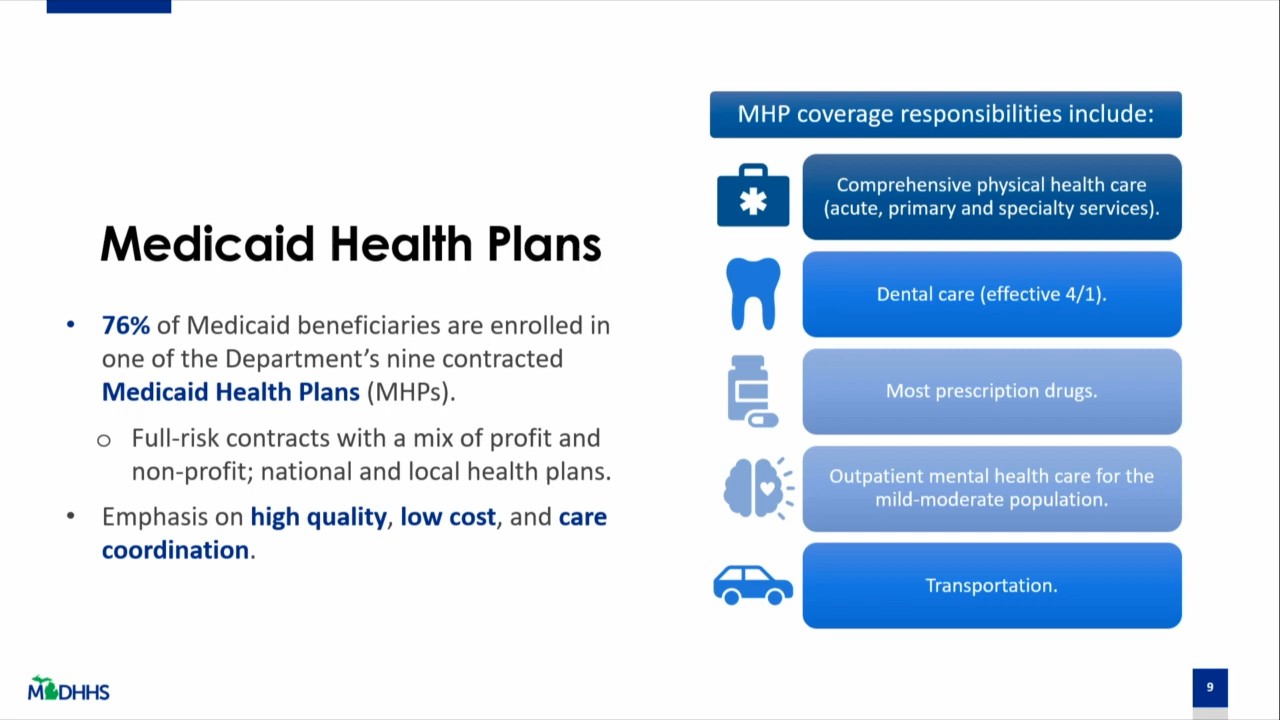 Medicaid Health Plans
• 76% of Medicaid beneficiaries are enrolled in
one of the Department’s nine contracted
Medicaid Health Plans (MHPs).
o Full-risk contracts with a mix of profit and
non-profit; national and local health plans.
• Emphasis on high quality, low cost, and care
coordination.
MHP coverage responsibilities include:
Comprehensive physical health care
(acute, primary and specialty services).
Dental care (effective 4/1).
Most prescription drugs.
Outpatient mental health care for the
mild-moderate population.
Transportation.
MDHHS
9